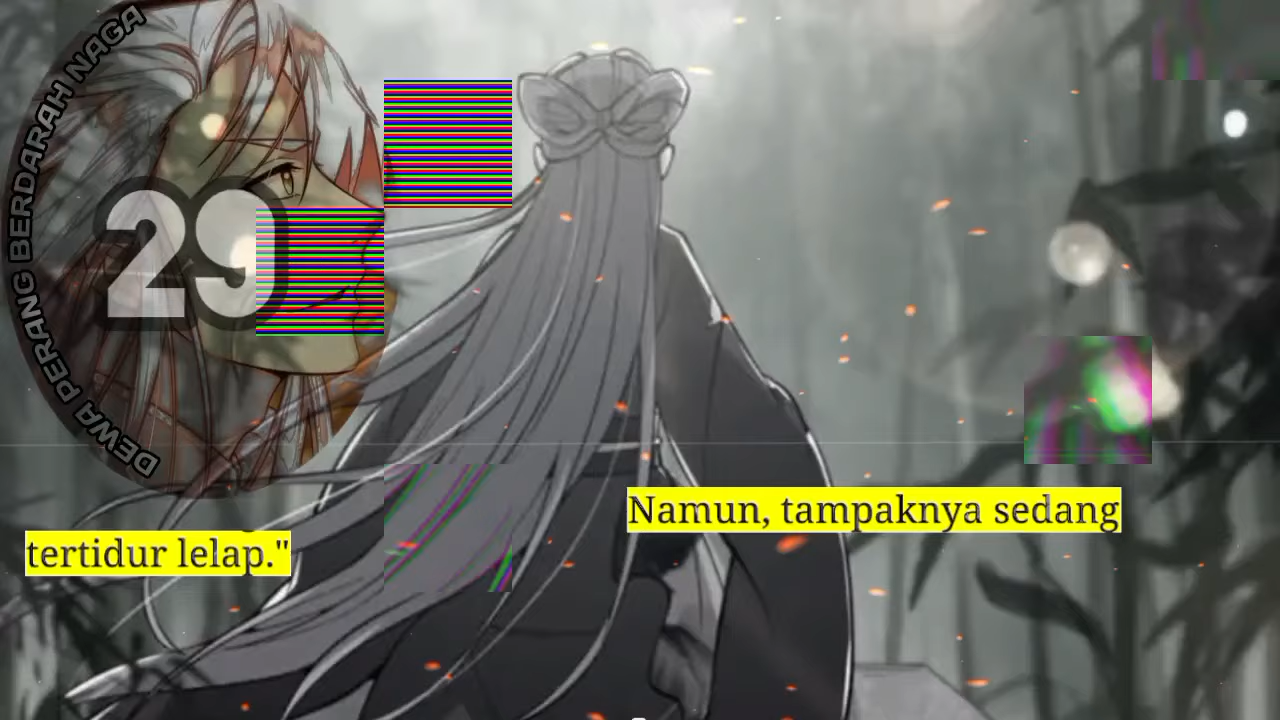 DEWA PERANG BERDARAH NAGA
29
Namun, tampaknya sedang
tertidur lelap."